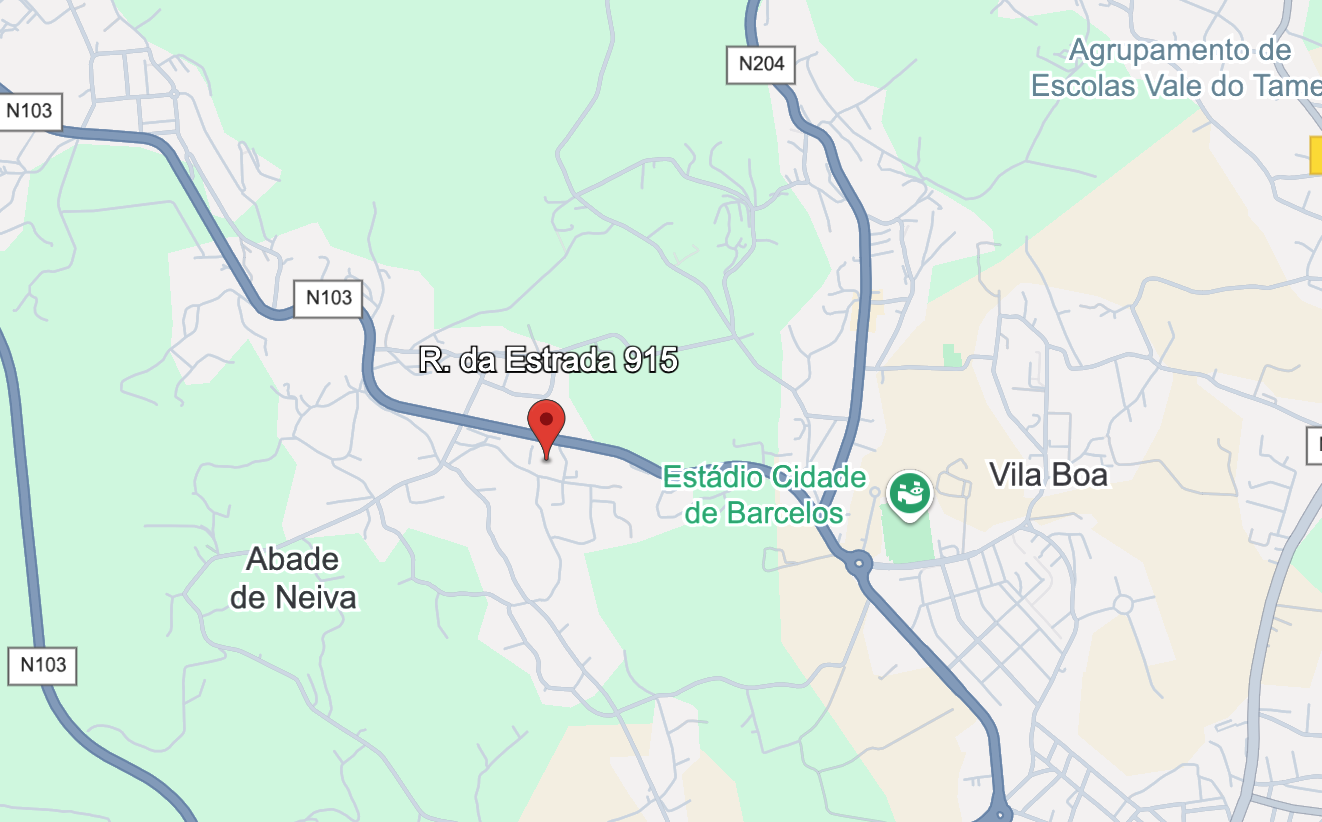 N204
Agrupamento de
Escolas Vale do Tame
N103
N103
R. da Estrada 915
Estádio Cidade
de Barcelos
Vila Boa
Abade
de Neiva
N103